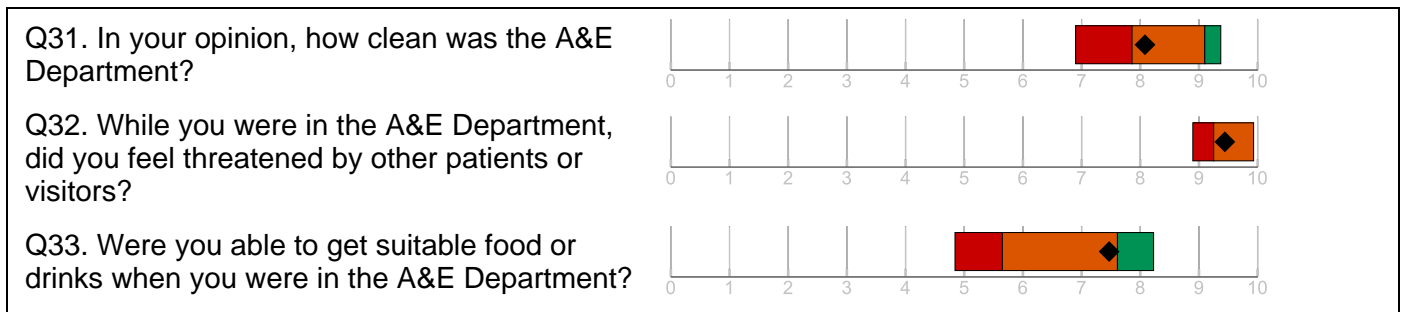 Q31. In your opinion, how clean was the A&E
Department?
0 1 2 3 4 5 6 7 8 9 10
Q32. While you were in the A&E Department,
did you feel threatened by other patients or
visitors?
0 1 2 3 4 5 6 7 8 9 10
Q33. Were you able to get suitable food or
drinks when you were in the A&E Department?
0 1 2 3 4 5 6 7 8 9 10